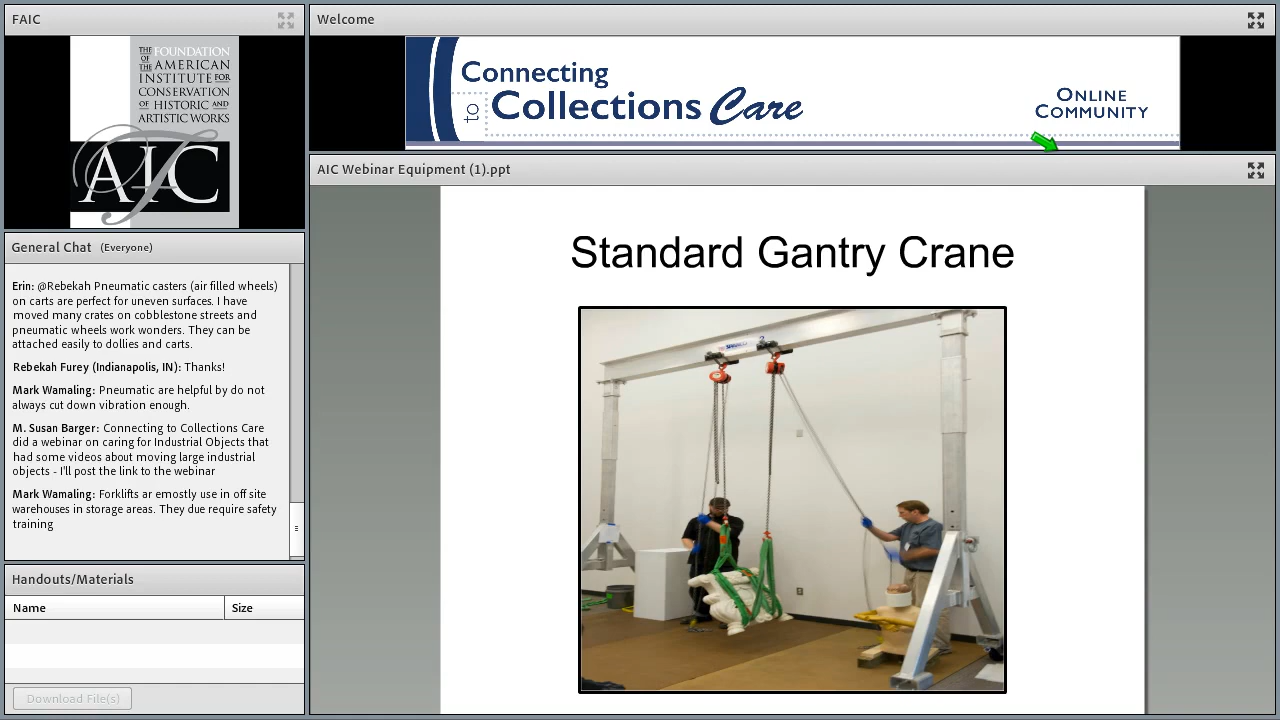 FAIC
THE FOUNDATION
OF THE AMERICAN
INSTITUTE FOR
CONSERVATION
OF HISTORIC AND
ARTISTIC WORKS
AIC
General Chat (Everyone)
Erin: @Rebekah Pneumatic casters (air filled wheels)
on carts are perfect for uneven surfaces. I have
moved many crates on cobblestone streets and
pneumatic wheels work wonders. They can be
attached easily to dollies and carts.
Rebekah Furey (Indianapolis, IN): Thanks!
Mark Wamaling: Pneumatic are helpful by do not
always cut down vibration enough.
M. Susan Barger: Connecting to Collections Care
did a webinar on caring for Industrial Objects that
had some videos about moving large industrial
objects - I'll post the link to the webinar
Mark Wamaling: Forklifts ar emostly use in off site
warehouses in storage areas. They due require safety
training
Handouts/Materials
Name Size
Download File(s)
Welcome
Connecting
to Collections Care
ONLINE
COMMUNITY
AIC Webinar Equipment (1).ppt
Standard Gantry Crane